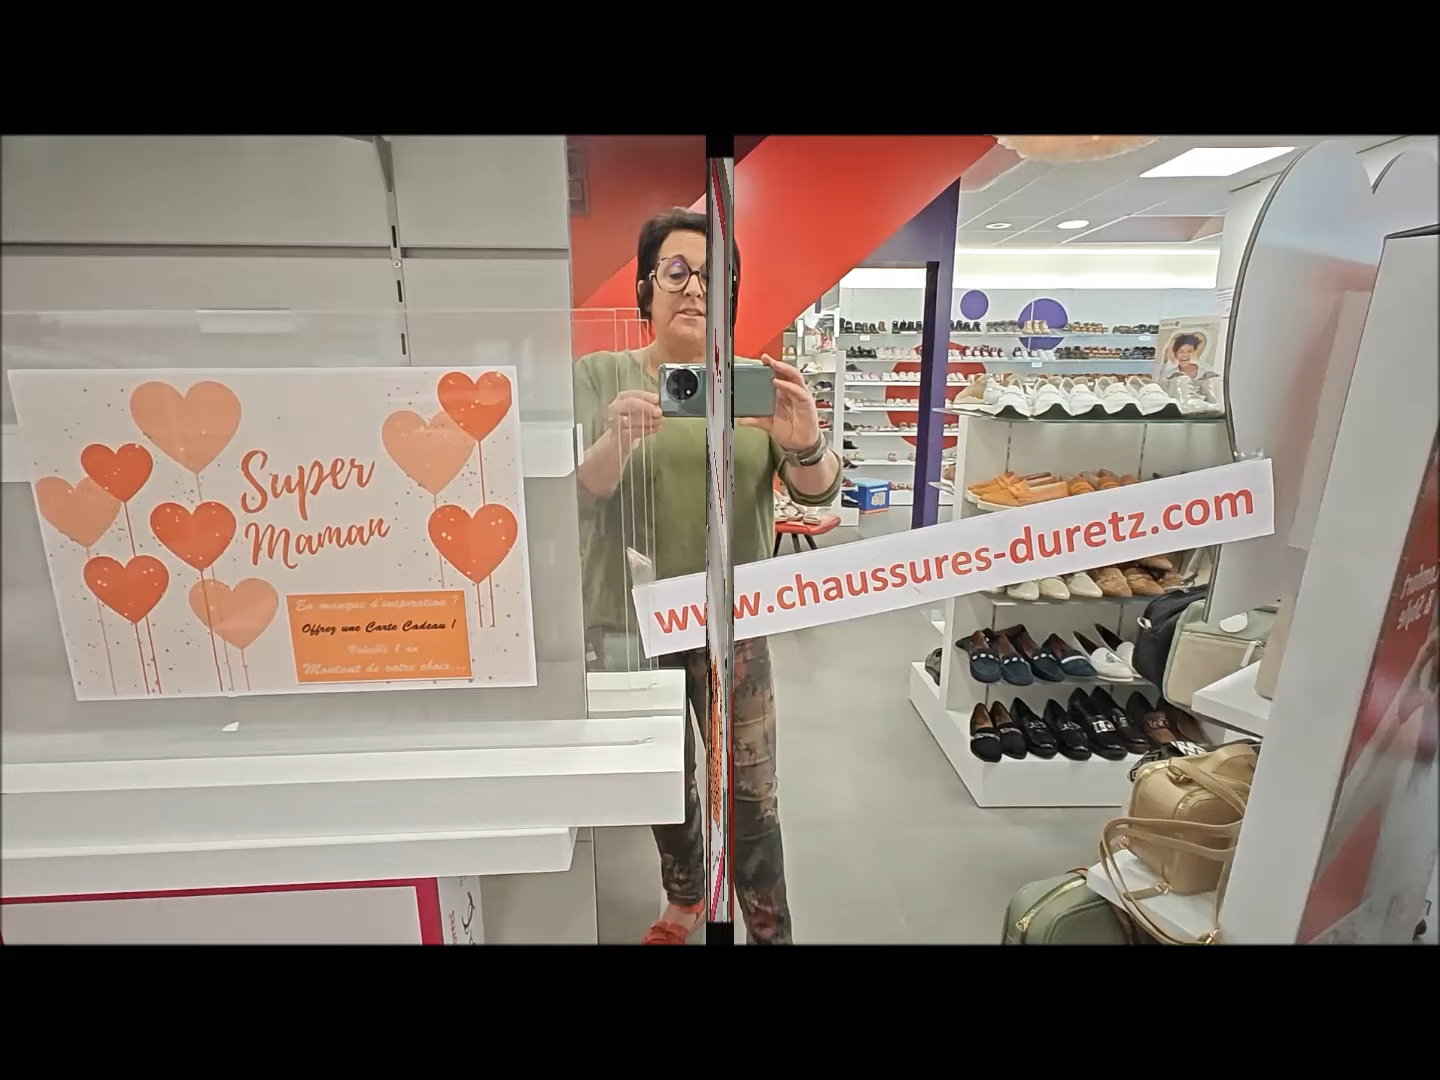 Super
Maman
En manque d'inspiration ?
Offrez une Carte Cadeau !
Valable 1 an
Montant de votre choix...
www.chaussures-duretz.com